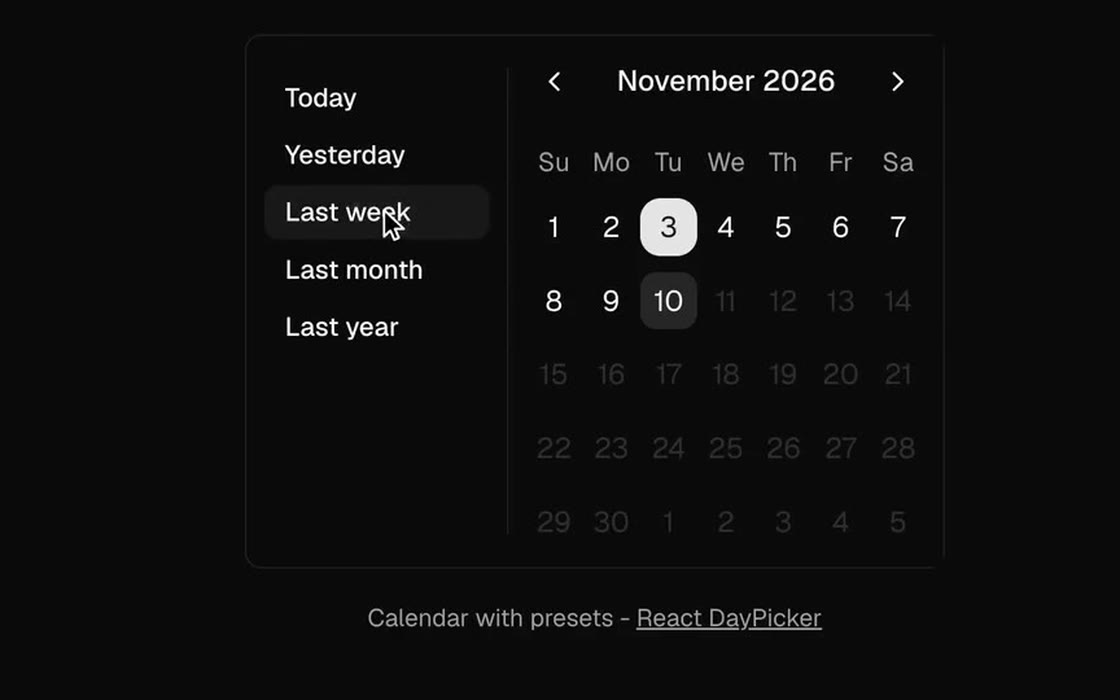 Today
Yesterday
Last week
Last month
Last year
November 2026
Su Mo Tu We Th Fr Sa
1 2 3 4 5 6 7
8 9 10 11 12 13 14
15 16 17 18 19 20 21
22 23 24 25 26 27 28
29 30 1 2 3 4 5
Calendar with presets - React DayPicker